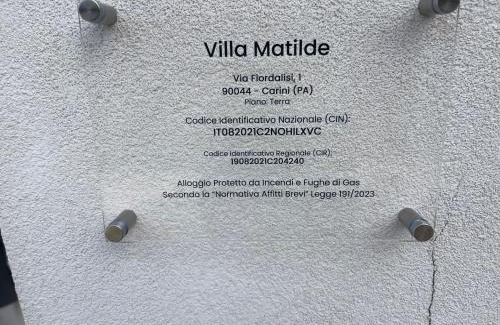 Villa Matilde
Via Fiordalisi, 1
90044 - Carini (PA)
Piano: Terra
Codice Identificativo Nazionale (CIN):
IT082021C2NOHILXVC
Codice Identificativo Regionale (CIR):
19082021C204240
Alloggio Protetto da Incendi e Fughe di Gas
Secondo la "Normativa Affitti Brevi" Legge 191/2023